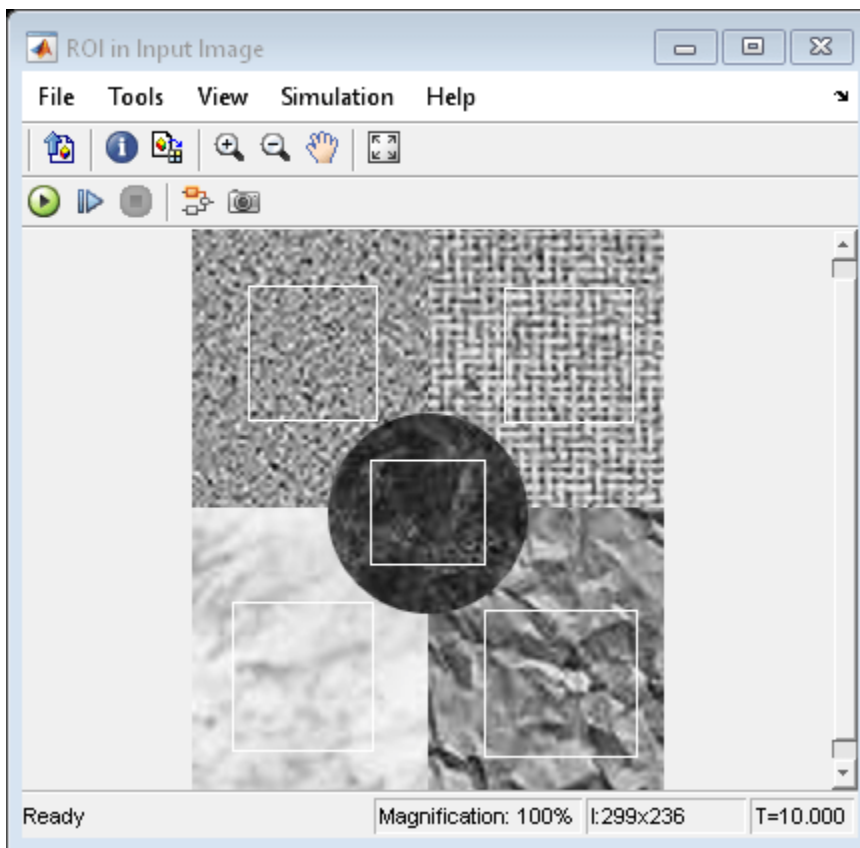 ROI in Input Image
File Tools View Simulation Help
Ready Magnification: 100% I:299x236 T=10.000